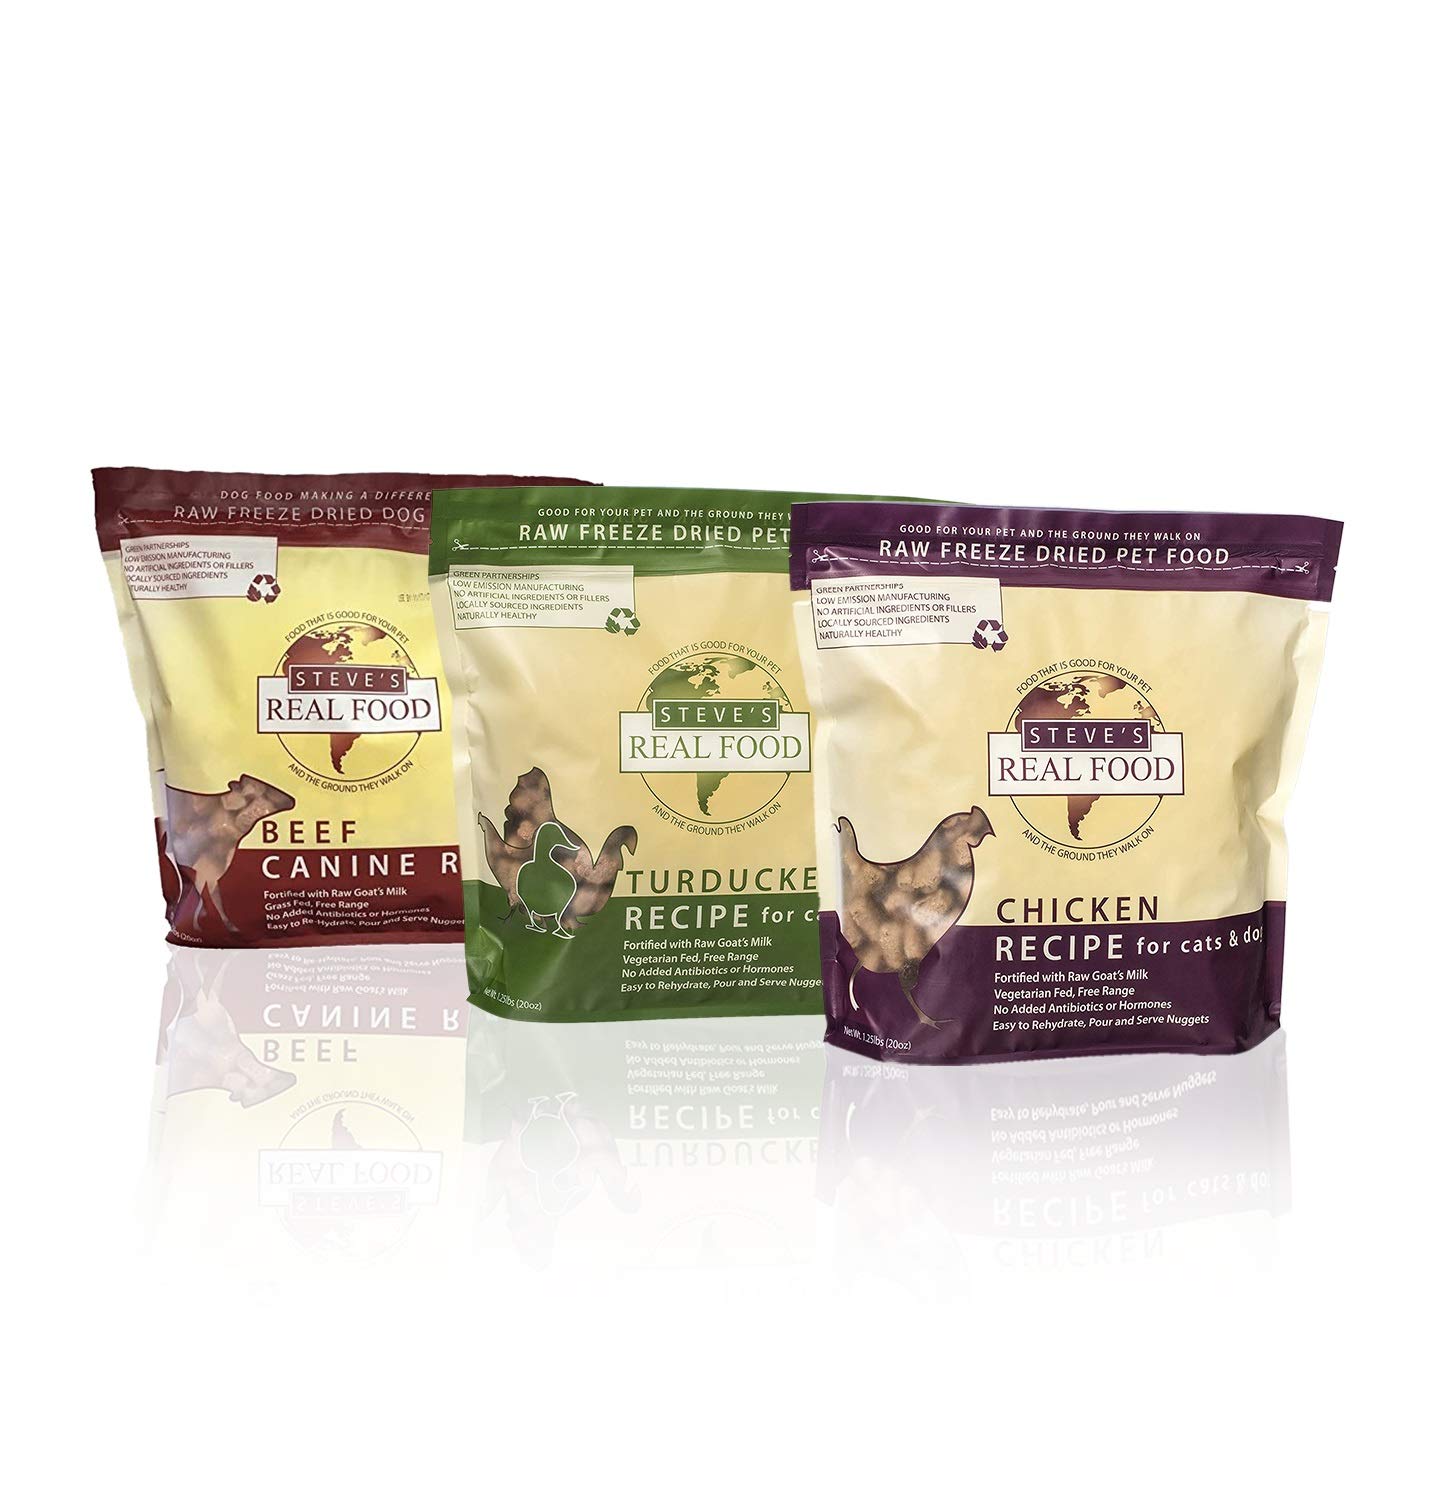 DOG FOOD MAKING A DIFFERE
RAW FREEZE DRIED DOG
GREEN PARTNERSHIPS
LOW EMISSION MANUFACTURING
NO ARTIFICIAL INGREDIENTS OR FILLERS
LOCALLY SOURCED INGREDIENTS
NATURALLY HEALTHY
FOOD THAT IS GOOD FOR YOUR PET
STEVE'S
REAL FOOD
AND THE GROUND THEY WALK ON
BEEF
CANINE R
Fortified with Raw Goat's Milk
Grass Fed, Free Range
No Added Antibiotics or Hormones
Easy to Re-Hydrate, Pour and Serve Nugget
(20oz)
GOOD FOR YOUR PET AND THE GROUND THEY
RAW FREEZE DRIED PET
GREEN PARTNERSHIPS
LOW EMISSION MANUFACTURING
NO ARTIFICIAL INGREDIENTS OR FILLERS
LOCALLY SOURCED INGREDIENTS
NATURALLY HEALTHY
FOOD THAT IS GOOD FOR YOUR PET
STEVE'S
REAL FOOD
AND THE GROUND THEY WALK ON
TURDUCKE
RECIPE for ca
Fortified with Raw Goat's Milk
Vegetarian Fed, Free Range
No Added Antibiotics or Hormones
Easy to Rehydrate, Pour and Serve Nugget
Net Wt. 1.25lbs (20oz)
GOOD FOR YOUR PET AND THE GROUND THEY WALK ON
RAW FREEZE DRIED PET FOOD
GREEN PARTNERSHIPS
LOW EMISSION MANUFACTURING
NO ARTIFICIAL INGREDIENTS OR FILLERS
LOCALLY SOURCED INGREDIENTS
NATURALLY HEALTHY
FOOD THAT IS GOOD FOR YOUR PET
STEVE'S
REAL FOOD
AND THE GROUND THEY WALK ON
CHICKEN
RECIPE for cats & dog
Fortified with Raw Goat's Milk
Vegetarian Fed, Free Range
No Added Antibiotics or Hormones
Easy to Rehydrate, Pour and Serve Nuggets
Net Wt. 1.25lbs (20oz)